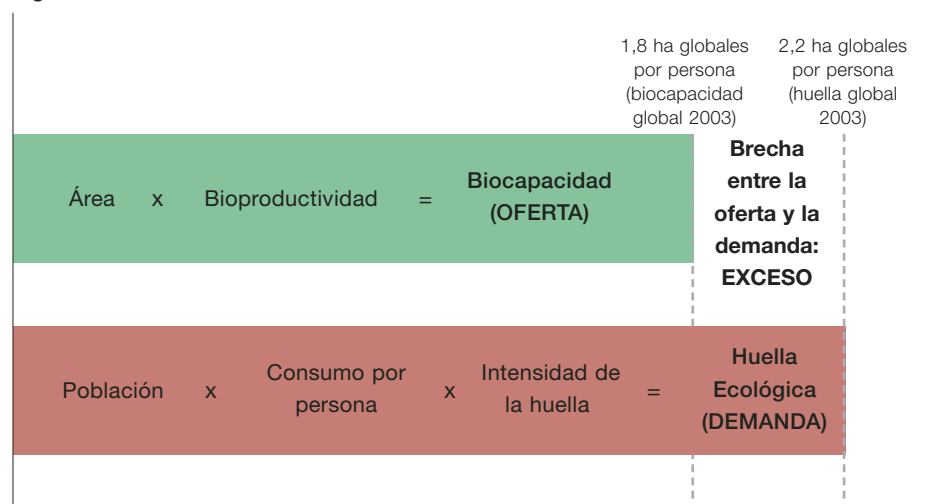 1,8 ha globales
por persona
(biocapacidad
global 2003)
2,2 ha globales
por persona
(huella global
2003)
Área x Bioproductividad = Biocapacidad
(OFERTA)
Brecha
entre la
oferta y la
demanda:
EXCESO
Población x Consumo por
persona
x Intensidad de
la huella
= Huella
Ecológica
(DEMANDA)